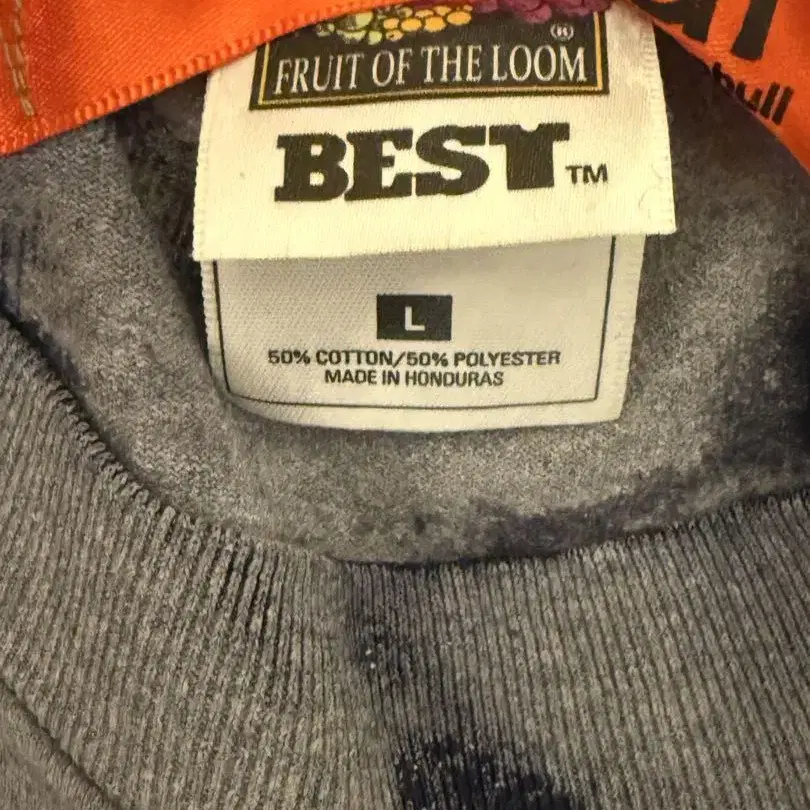 FRUIT OF THE LOOM ®
BEST™
L
50% COTTON/50% POLYESTER
MADE IN HONDURAS